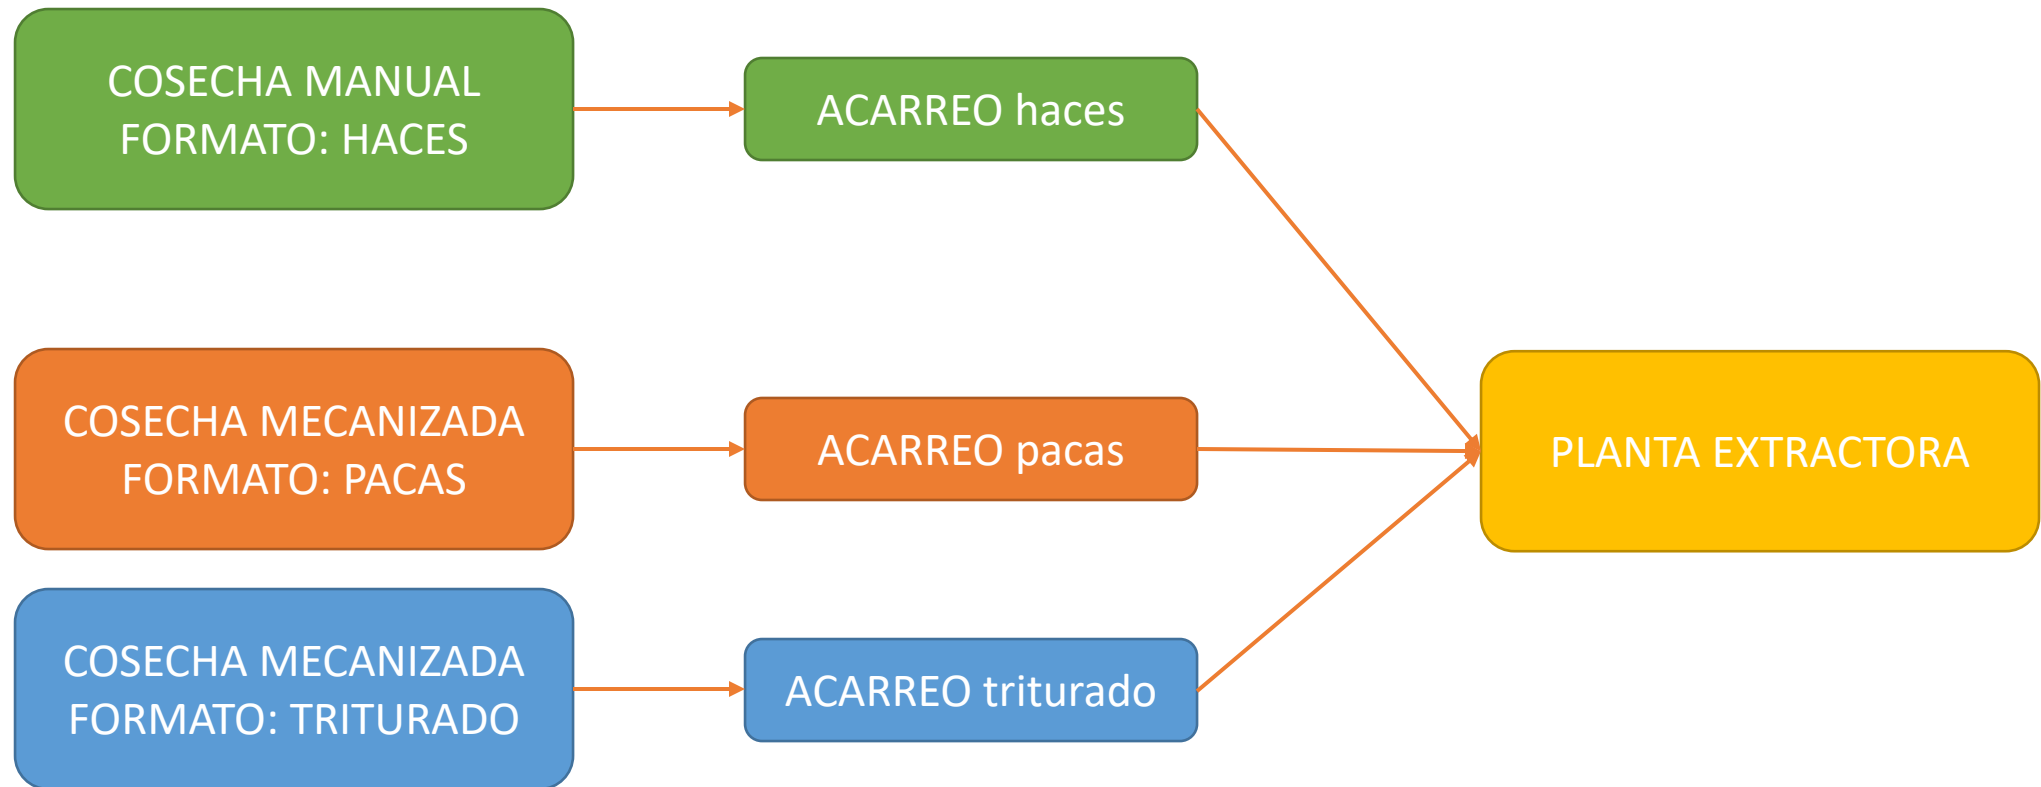 COSECHA MANUAL
FORMATO: HACES
ACARREO haces
COSECHA MECANIZADA
FORMATO: PACAS
ACARREO pacas
PLANTA EXTRACTORA
COSECHA MECANIZADA
FORMATO: TRITURADO
ACARREO triturado